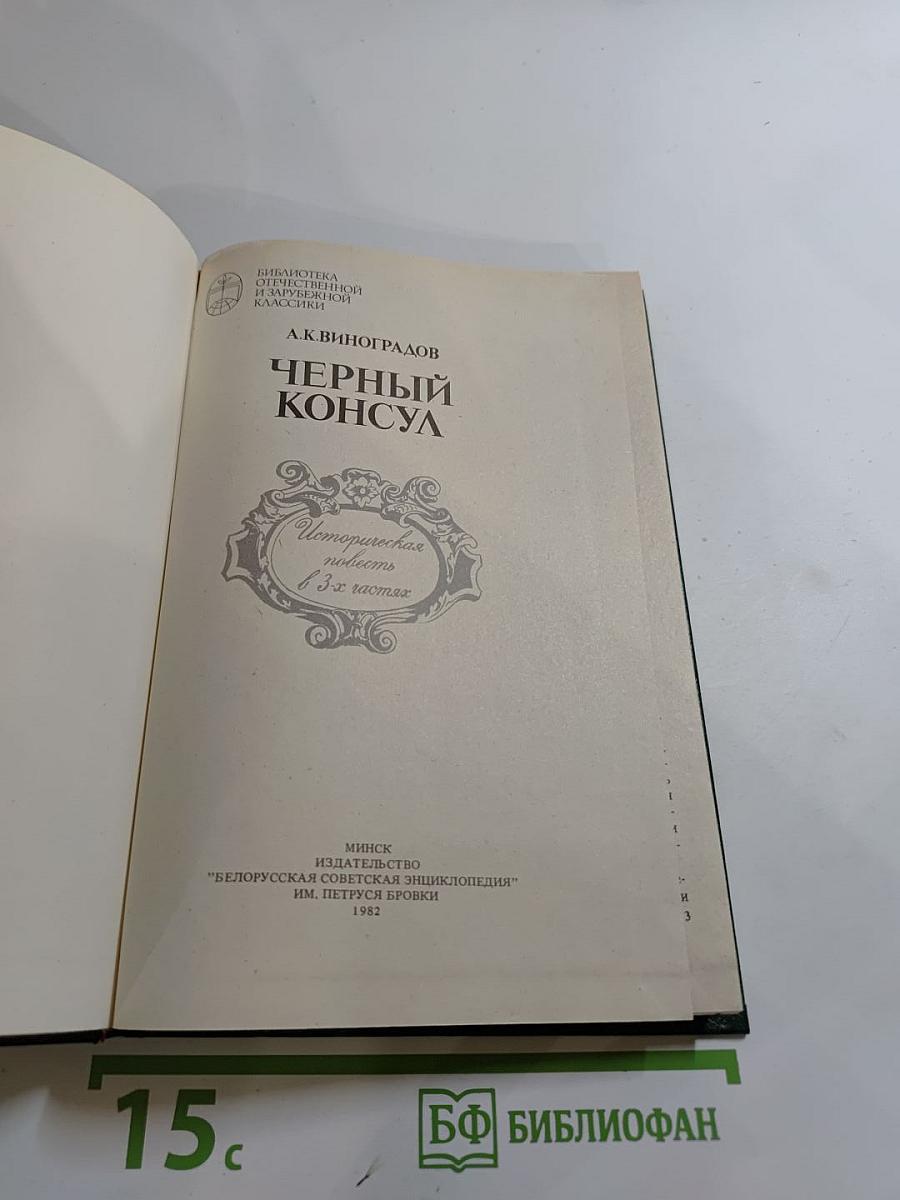 БИБЛИОТЕКА
ОТЕЧЕСТВЕННОЙ
И ЗАРУБЕЖНОЙ
КЛАССИКИ
А.К.ВИНОГРАДОВ
ЧЕРНЫЙ
КОНСУЛ
Историческая
повесть
в 3-х частях
МИНСК
ИЗДАТЕЛЬСТВО
"БЕЛОРУССКАЯ СОВЕТСКАЯ ЭНЦИКЛОПЕДИЯ"
ИМ. ПЕТРУСЯ БРОВКИ
1982
и
з
15 с
БФ БИБЛИОФАН